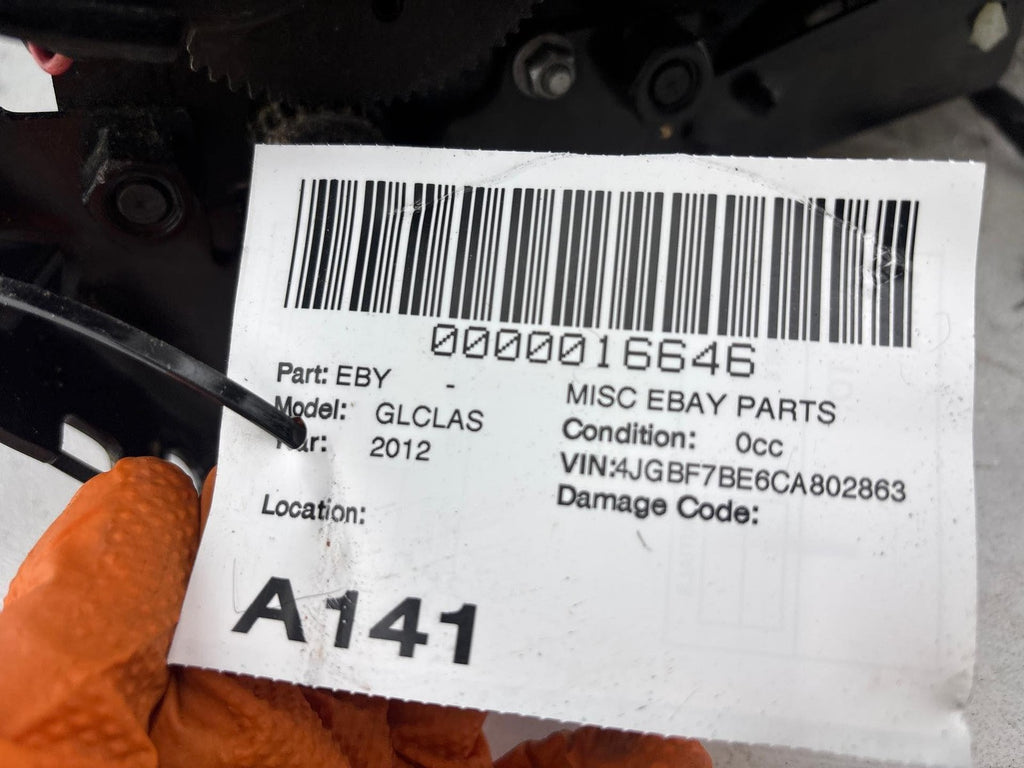 0000016646
Part: EBY - MISC EBAY PARTS
Model: GLCLAS Condition: 0cc
2012 VIN:4JGBF7BE6CA802863
Location: Damage Code:
A141